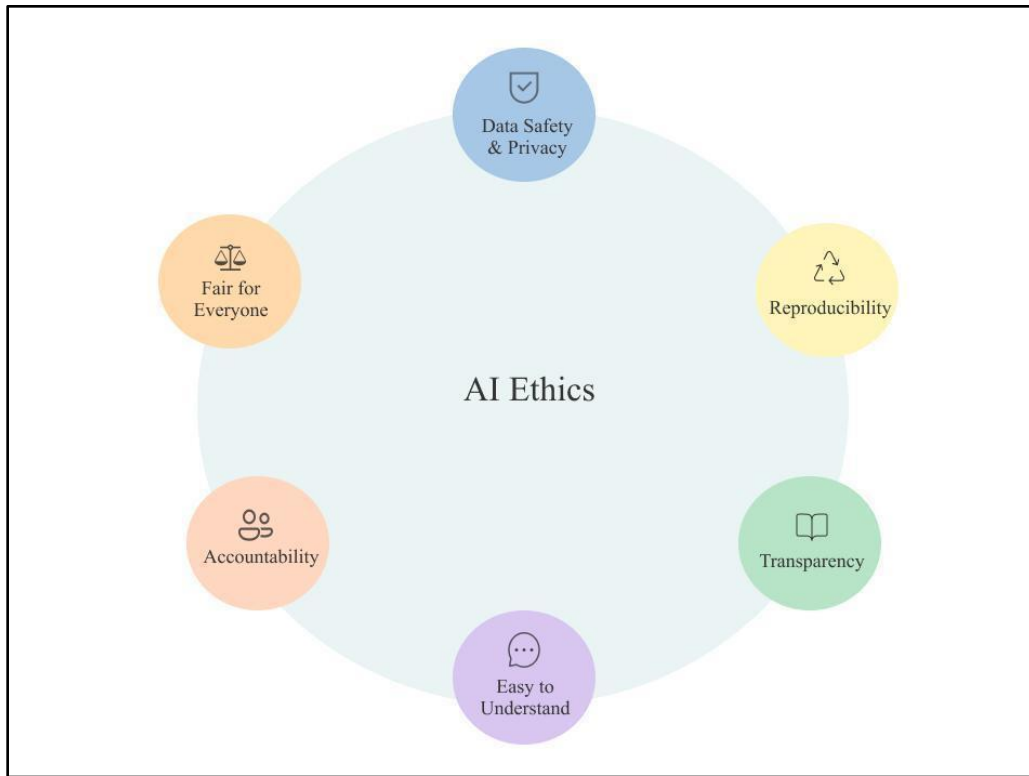 Data Safety
& Privacy
Fair for
Everyone
Reproducibility
AI Ethics
Accountability
Transparency
Easy to
Understand